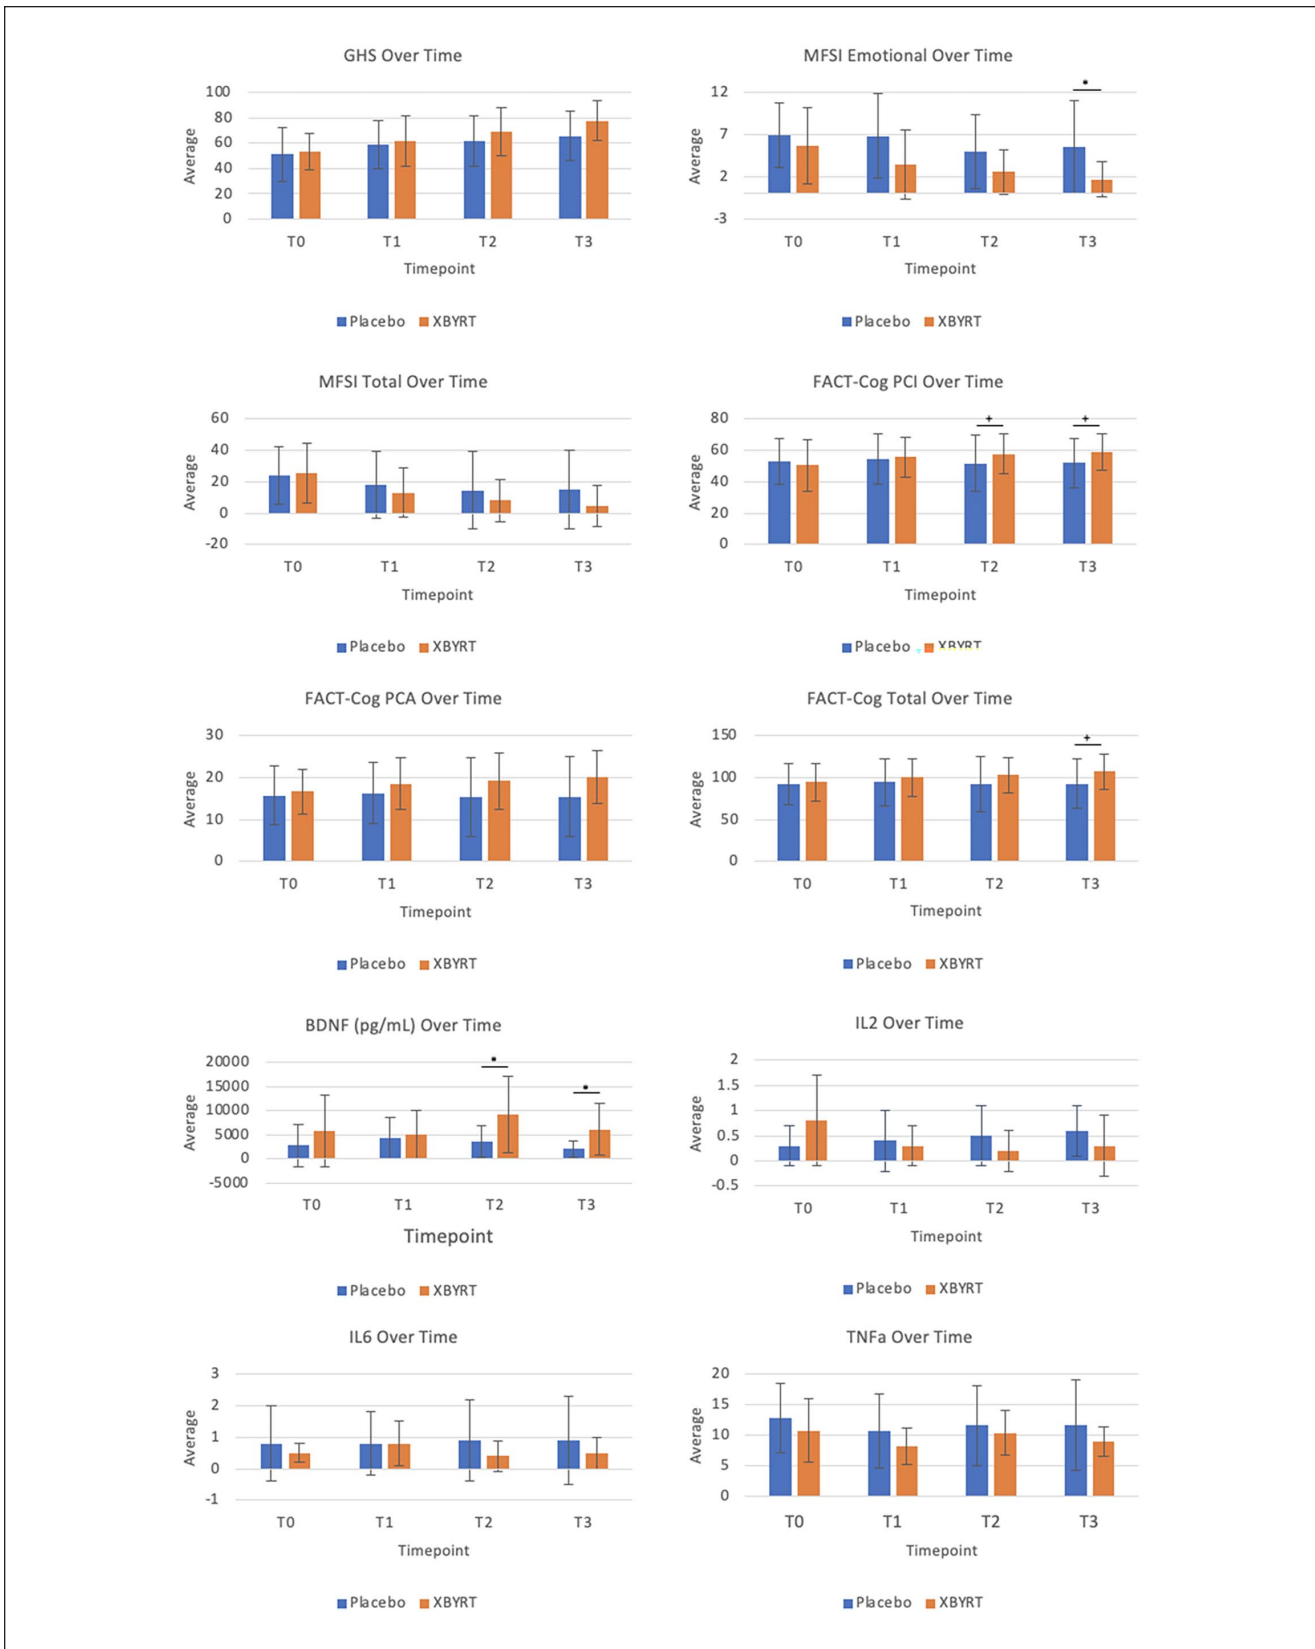 GHS Over Time
100
80
60
40
20
0
Average
T0 T1 T2 T3
Timepoint
Placebo XBYRT
MFSI Emotional Over Time
12
7
2
-3
Average
*
T0 T1 T2 T3
Timepoint
Placebo XBYRT
MFSI Total Over Time
60
40
20
0
-20
Average
T0 T1 T2 T3
Timepoint
Placebo XBYRT
FACT-Cog PCI Over Time
80
60
40
20
0
Average
+ +
T0 T1 T2 T3
Timepoint
Placebo XBYRT
FACT-Cog PCA Over Time
30
20
10
0
Average
T0 T1 T2 T3
Timepoint
Placebo XBYRT
FACT-Cog Total Over Time
150
100
50
0
Average
+
T0 T1 T2 T3
Timepoint
Placebo XBYRT
BDNF (pg/mL) Over Time
20000
15000
10000
5000
0
-5000
Average
* *
T0 T1 T2 T3
Timepoint
Placebo XBYRT
IL2 Over Time
2
1.5
1
0.5
0
-0.5
Average
T0 T1 T2 T3
Timepoint
Placebo XBYRT
IL6 Over Time
3
2
1
0
-1
Average
T0 T1 T2 T3
Timepoint
Placebo XBYRT
TNFa Over Time
20
15
10
5
0
Average
T0 T1 T2 T3
Timepoint
Placebo XBYRT